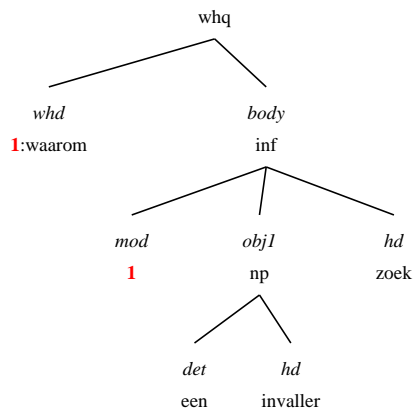 whq
whd body
1:waarom inf
mod obj1 hd
1 np zoek
det hd
een invaller